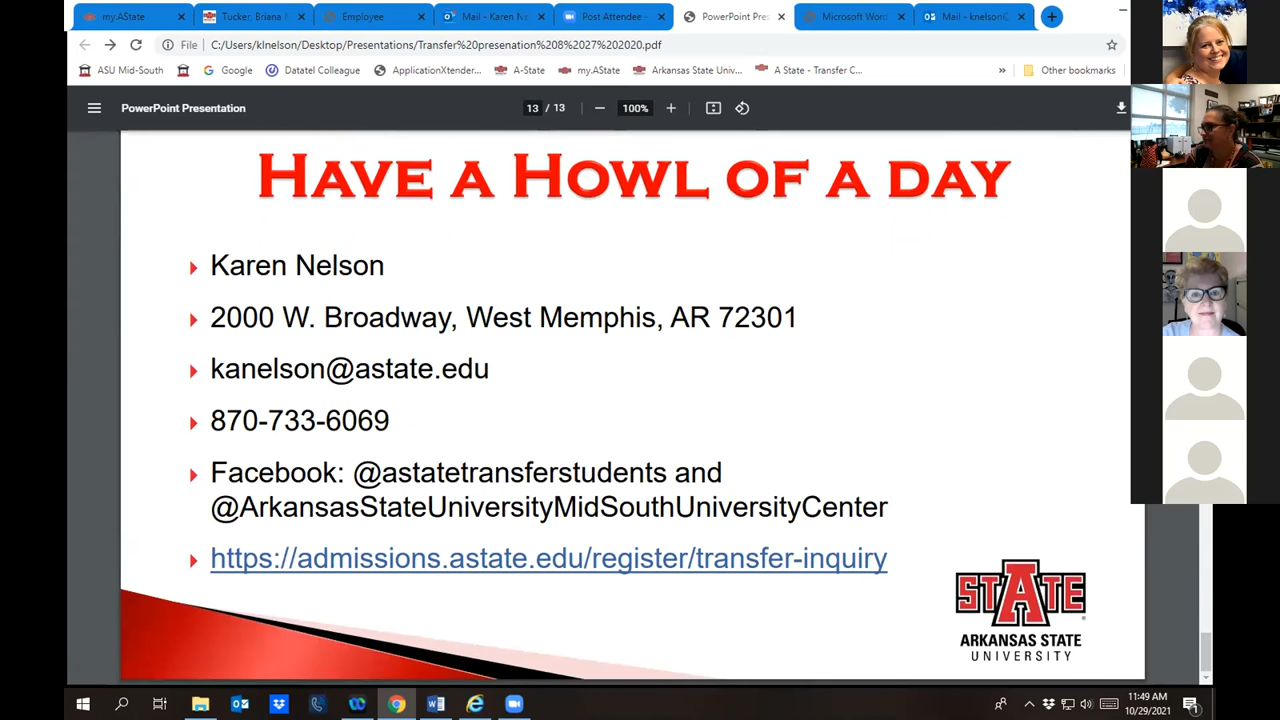 my.AState
Tucker, Briana M
Employee
Mail - Karen Ne
Post Attendee -
PowerPoint Pres
Microsoft Word
Mail - knelson
File
C:/Users/klnelson/Desktop/Presentations/Transfer%20presenation%208%2027%202020.pdf
ASU Mid-South
Google
Datatel Colleague
ApplicationXtender...
A-State
my.AState
Arkansas State Univ...
A State - Transfer C...
»
Other bookmarks
PowerPoint Presentation
13 / 13
100%
HAVE A HOWL OF A DAY
Karen Nelson
2000 W. Broadway, West Memphis, AR 72301
kanelson@astate.edu
870-733-6069
Facebook: @astatetransferstudents and
@ArkansasStateUniversityMidSouthUniversityCenter
https://admissions.astate.edu/register/transfer-inquiry
STATE
ARKANSAS STATE
UNIVERSITY
11:49 AM
10/29/2021